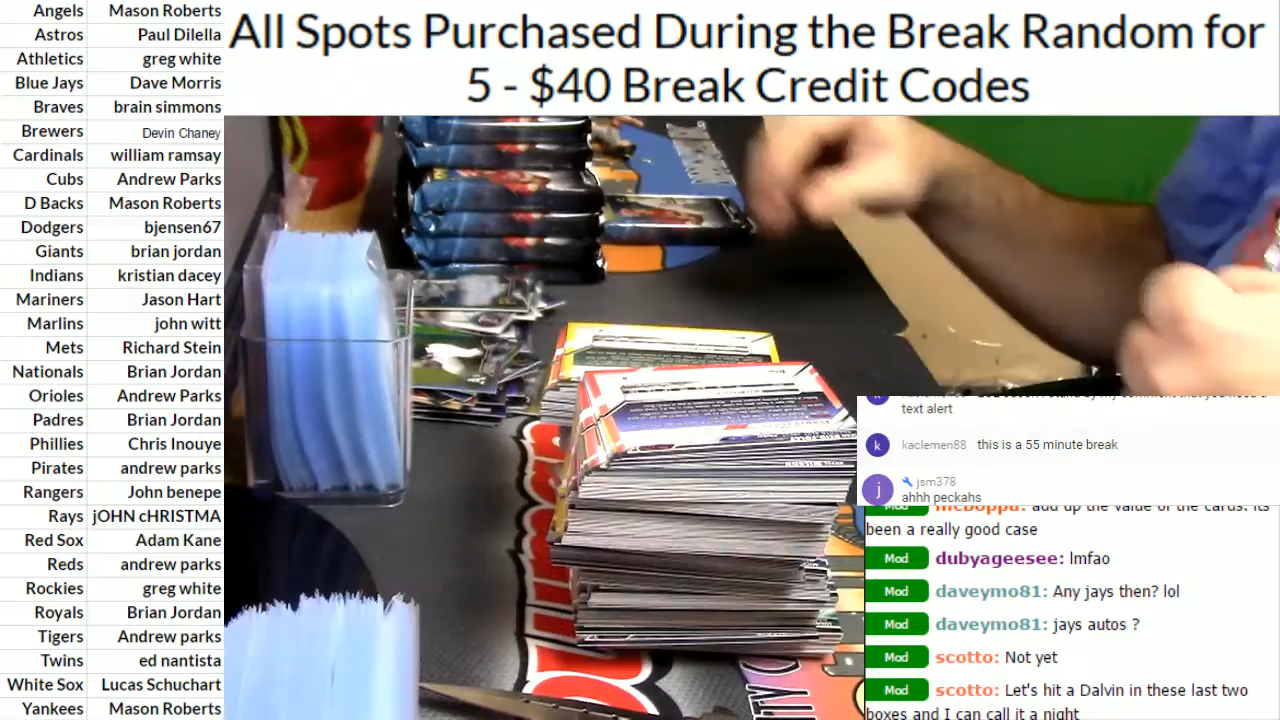 All Spots Purchased During the Break Random for
5 - $40 Break Credit Codes
Angels Mason Roberts
Astros Paul Dilella
Athletics greg white
Blue Jays Dave Morris
Braves brain simmons
Brewers Devin Chaney
Cardinals william ramsay
Cubs Andrew Parks
D Backs Mason Roberts
Dodgers bjensen67
Giants brian jordan
Indians kristian dacey
Mariners Jason Hart
Marlins john witt
Mets Richard Stein
Nationals Brian Jordan
Orioles Andrew Parks
Padres Brian Jordan
Phillies Chris Inouye
Pirates andrew parks
Rangers John benepe
Rays jOHN cHRISTMA
Red Sox Adam Kane
Reds andrew parks
Rockies greg white
Royals Brian Jordan
Tigers Andrew parks
Twins ed nantista
White Sox Lucas Schuchart
Yankees Mason Roberts
text alert
k kaclemen88 this is a 55 minute break
j jsm378
ahhh peckahs
Mod mcboppa: add up the value of the cards. its
been a really good case
Mod dubyageesee: lmfao
Mod daveymo81: Any jays then? lol
Mod daveymo81: jays autos ?
Mod scotto: Not yet
Mod scotto: Let's hit a Dalvin in these last two
boxes and I can call it a night